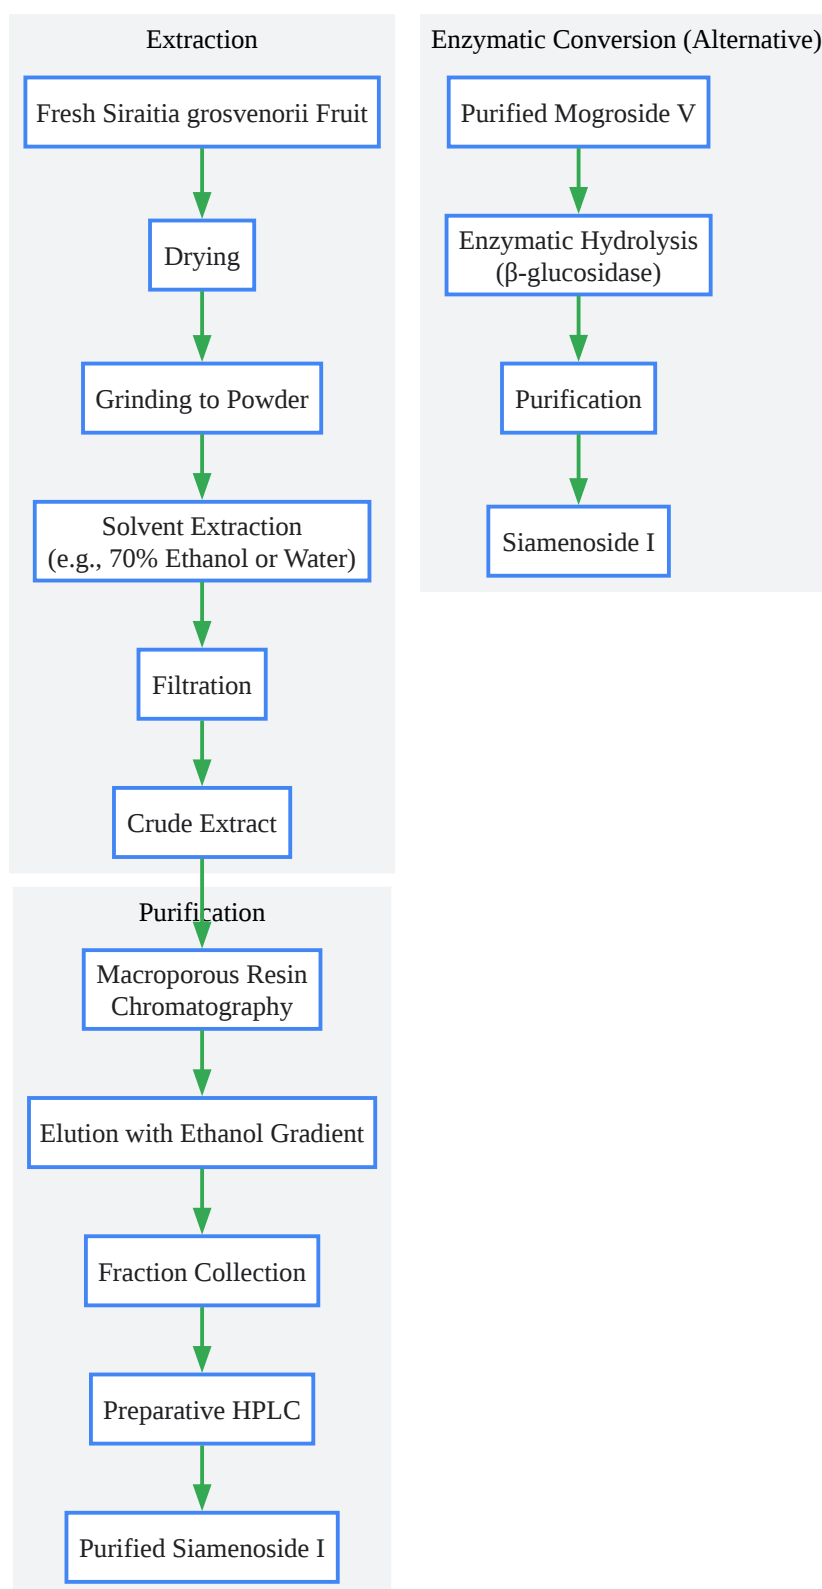 Extraction
Fresh Siraitia grosvenorii Fruit
Drying
Grinding to Powder
Solvent Extraction
(e.g., 70% Ethanol or Water)
Filtration
Crude Extract
Purification
Macroporous Resin
Chromatography
Elution with Ethanol Gradient
Fraction Collection
Preparative HPLC
Purified Siamenoside I
Enzymatic Conversion (Alternative)
Purified Mogroside V
Enzymatic Hydrolysis
(β-glucosidase)
Purification
Siamenoside I